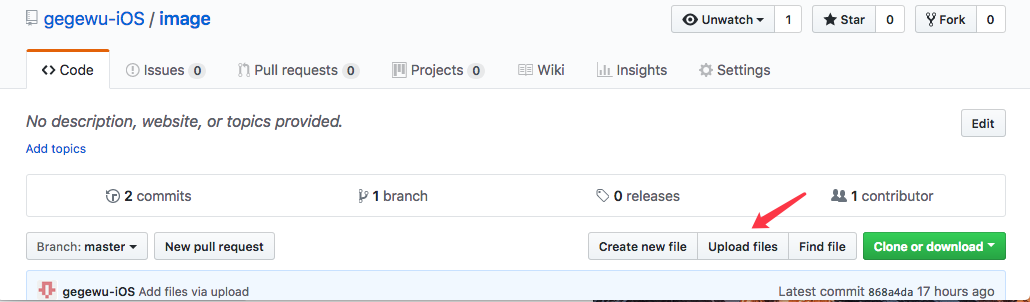 gegewu-iOS / image
Unwatch 1 Star 0 Fork 0
Code Issues 0 Pull requests 0 Projects 0 Wiki Insights Settings
No description, website, or topics provided. Edit
Add topics
2 commits 1 branch 0 releases 1 contributor
Branch: master New pull request Create new file Upload files Find file Clone or download
gegewu-iOS Add files via upload Latest commit 868a4da 17 hours ago